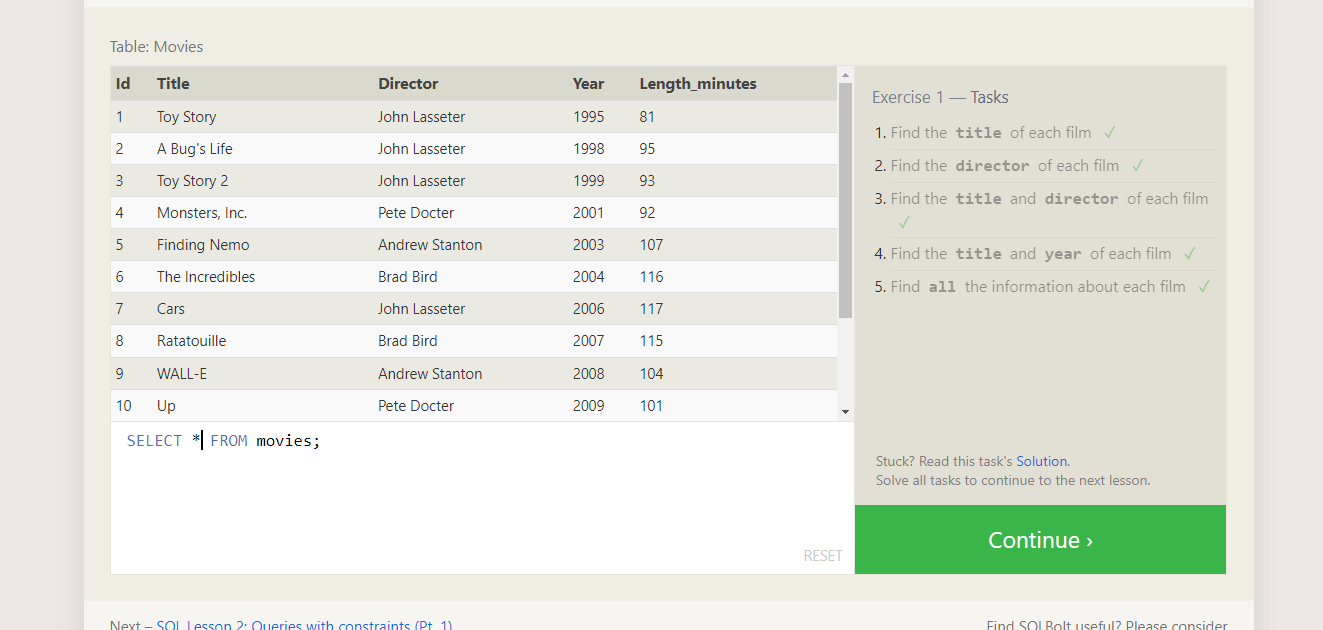 Table: Movies
Id Title Director Year Length_minutes
1 Toy Story John Lasseter 1995 81
2 A Bug's Life John Lasseter 1998 95
3 Toy Story 2 John Lasseter 1999 93
4 Monsters, Inc. Pete Docter 2001 92
5 Finding Nemo Andrew Stanton 2003 107
6 The Incredibles Brad Bird 2004 116
7 Cars John Lasseter 2006 117
8 Ratatouille Brad Bird 2007 115
9 WALL-E Andrew Stanton 2008 104
10 Up Pete Docter 2009 101
SELECT * FROM movies;
RESET
Exercise 1 — Tasks
1. Find the title of each film ✓
2. Find the director of each film ✓
3. Find the title and director of each film
✓
4. Find the title and year of each film ✓
5. Find all the information about each film ✓
Stuck? Read this task's Solution.
Solve all tasks to continue to the next lesson.
Continue ›
Next – SQL Lesson 2: Queries with constraints (Pt. 1)
Find SQLBolt useful? Please consider